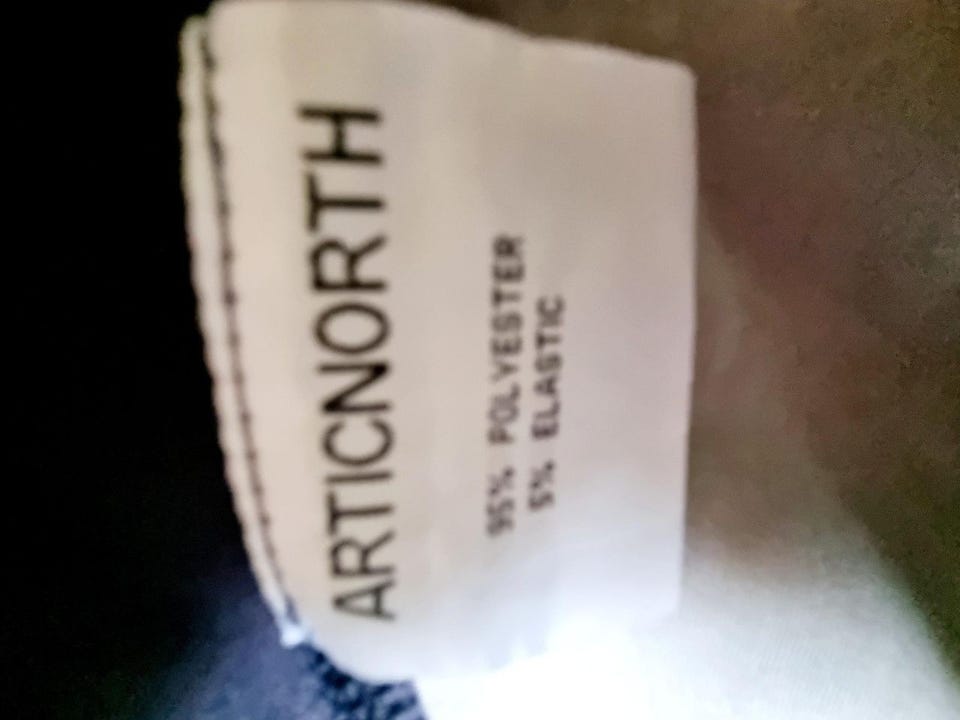 ARTICNORTH
95% POLYESTER
5% ELASTIC